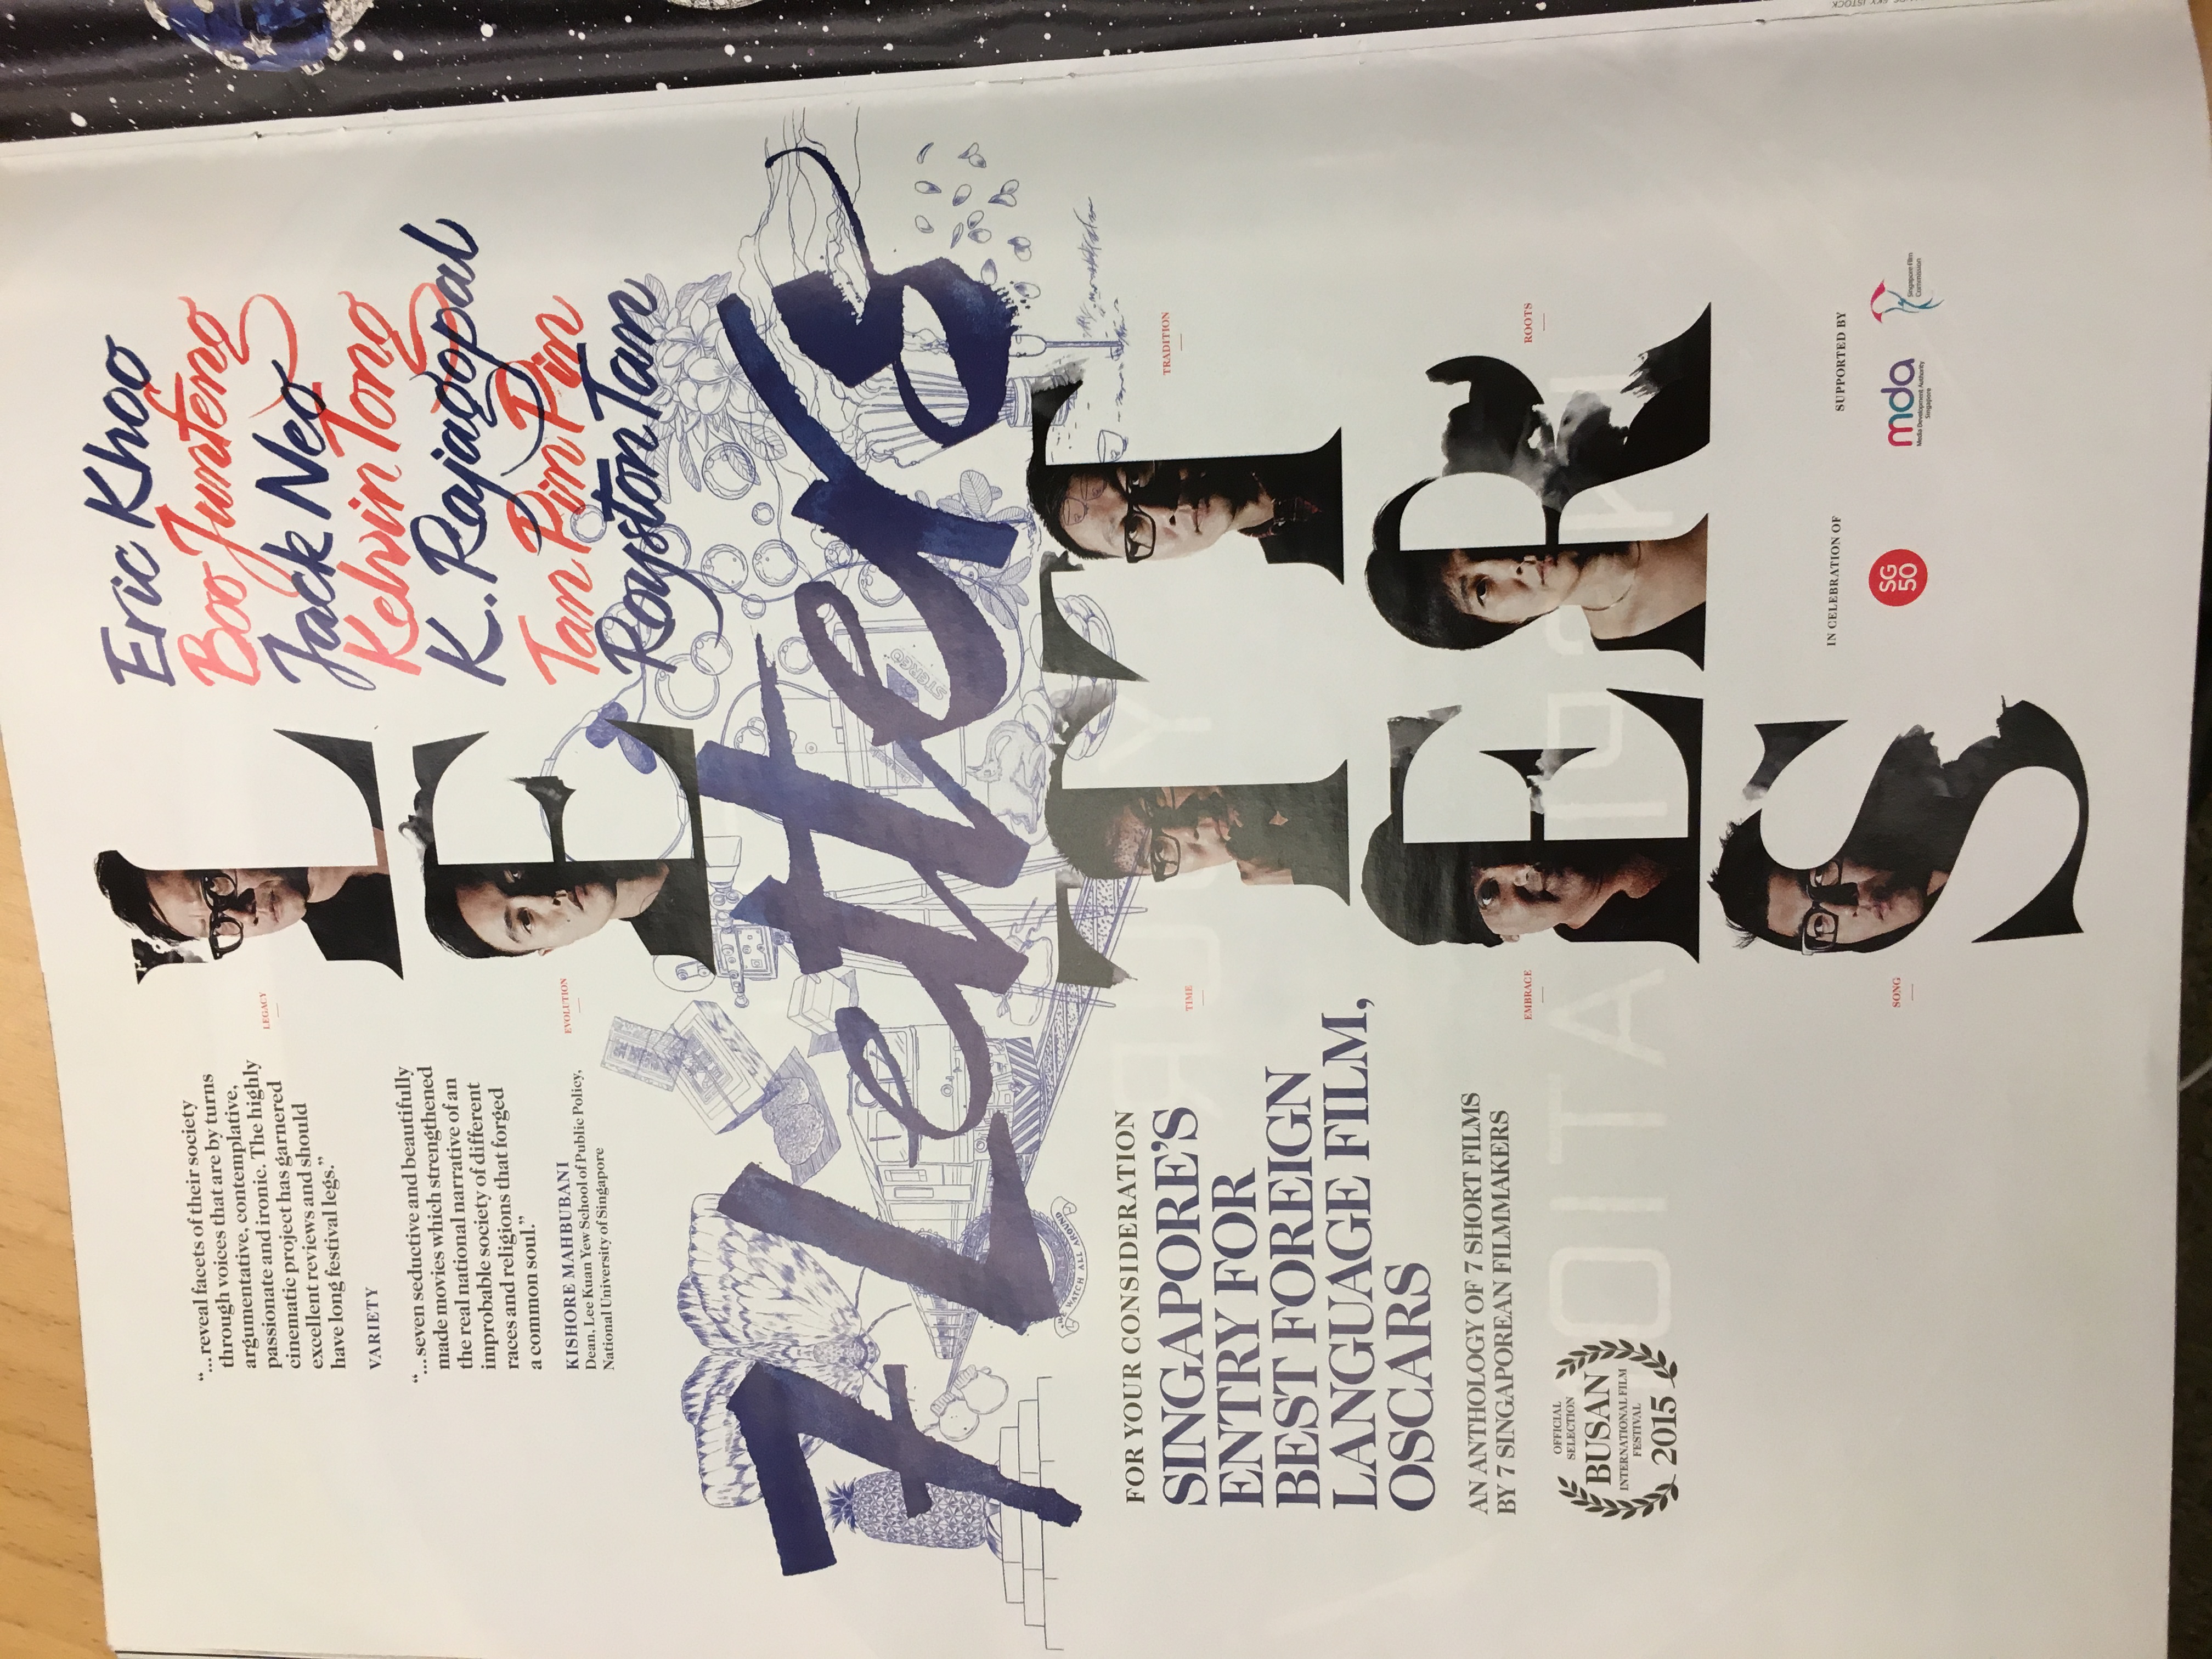 "...reveal facets of their society
through voices that are by turns
argumentative, contemplative,
passionate and ironic. The highly
cinematic project has garnered
excellent reviews and should
have long festival legs."
VARIETY
"...seven seductive and beautifully
made movies which strengthened
the real national narrative of an
improbable society of different
races and religions that forged
a common soul."
KISHORE MAHBUBANI
Dean, Lee Kuan Yew School of Public Policy,
National University of Singapore
LEGACY
L
EVOLUTION
E
Eric Khoo
Boo Junfeng
Jack Neo
Kelvin Tong
K. Rajagopal
Tan Pin Pin
Royston Tan
7 Letters
WATCH ALL AROUND
STEREO
FOR YOUR CONSIDERATION
SINGAPORE'S
ENTRY FOR
BEST FOREIGN
LANGUAGE FILM,
OSCARS
AN ANTHOLOGY OF 7 SHORT FILMS
BY 7 SINGAPOREAN FILMMAKERS
OFFICIAL
SELECTION
BUSAN
INTERNATIONAL FILM
FESTIVAL
2015
TIME
T
T
TRADITION
EMBRACE
E
R
ROOTS
SONG
S
IN CELEBRATION OF
SG
50
SUPPORTED BY
mda
Media Development Authority
Singapore
Singapore Film
Commission
ISTOCK